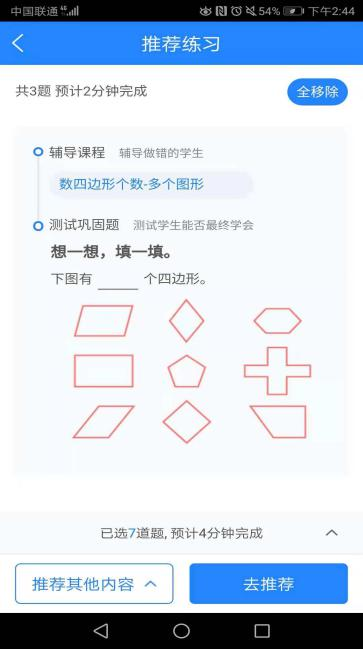 中国联通 4G 54% 下午2:44
推荐练习
共3题 预计2分钟完成 全移除
辅导课程 辅导做错的学生
数四边形个数-多个图形
测试巩固题 测试学生能否最终学会
想一想，填一填。
下图有 ____ 个四边形。
已选7道题, 预计4分钟完成
推荐其他内容 去推荐